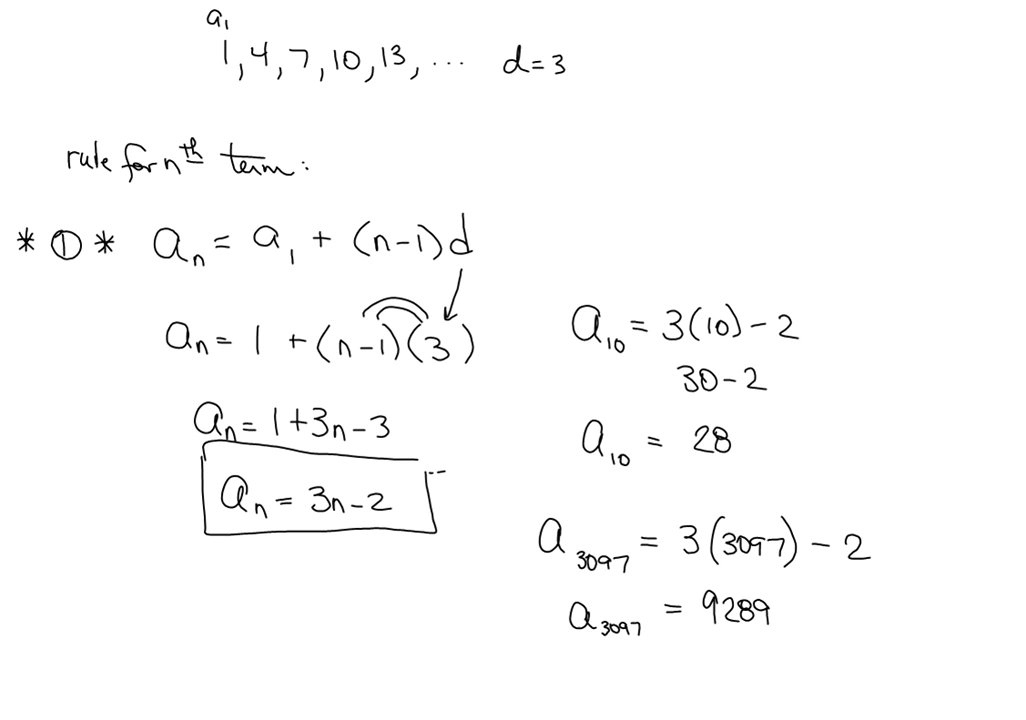 a₁
1, 4, 7, 10, 13, ... d = 3
rule for nᵗʰ term:
* ① * aₙ = a₁ + (n-1)d
aₙ = 1 + (n-1)(3)
aₙ = 1 + 3n - 3
aₙ = 3n - 2
a₁₀ = 3(10) - 2
30 - 2
a₁₀ = 28
a₃₀₉₇ = 3(3097) - 2
a₃₀₉₇ = 9289